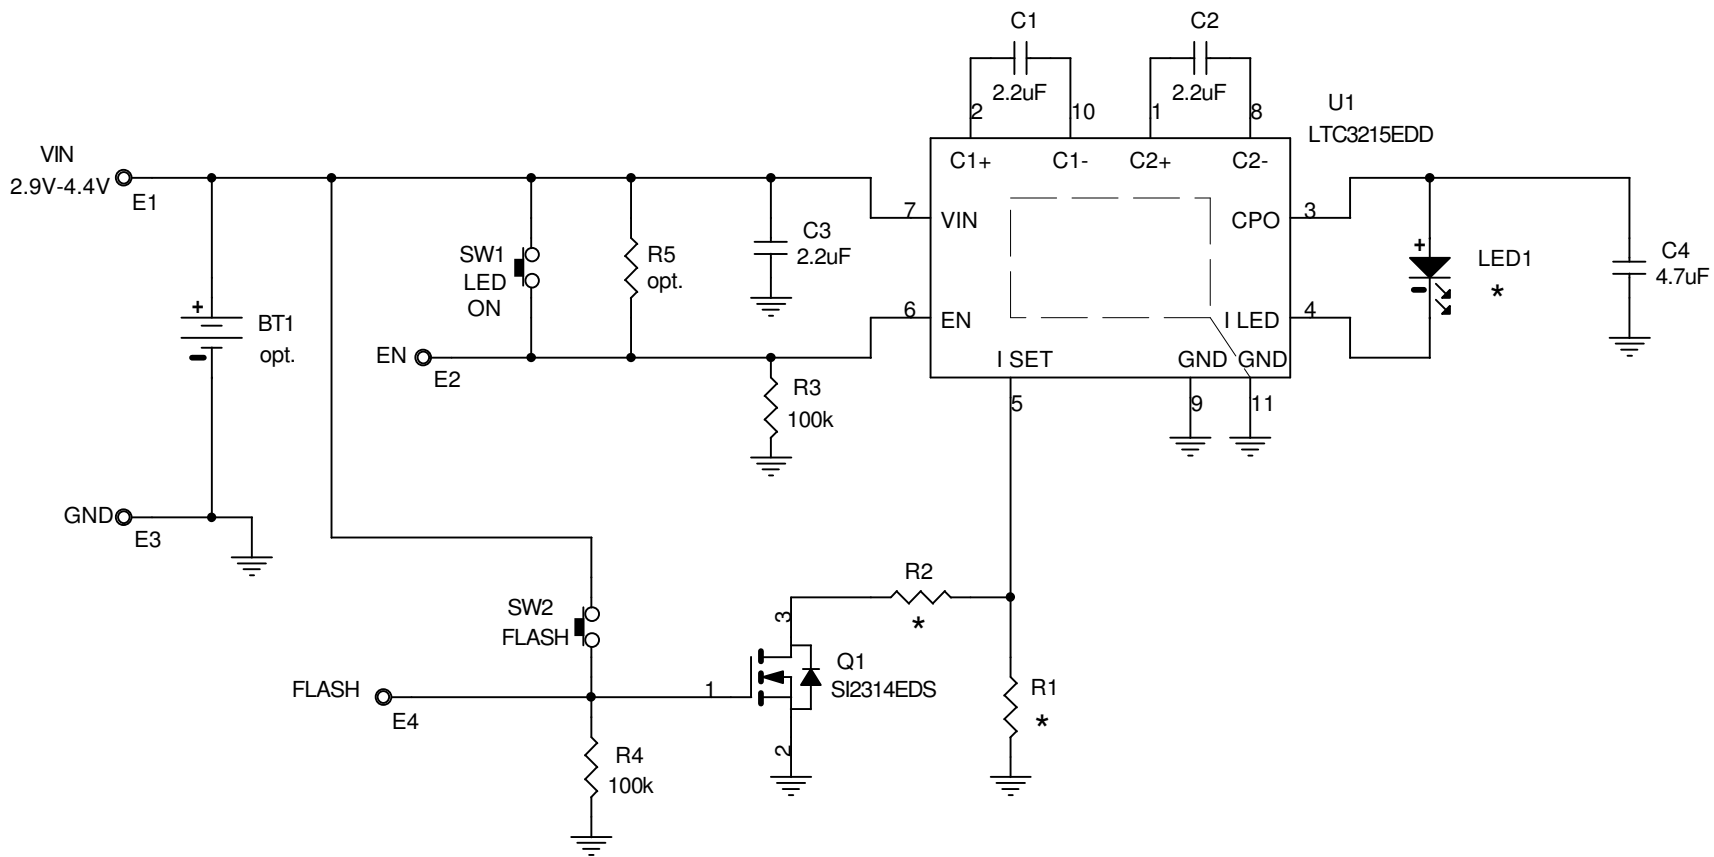 C1
2.2uF
2
10
C2
2.2uF
1
8
U1
LTC3215EDD
C1+
C1-
C2+
C2-
VIN
2.9V-4.4V
E1
7
VIN
CPO
3
SW1
LED
ON
R5
opt.
C3
2.2uF
+
LED1
*
C4
4.7uF
+
BT1
opt.
EN
E2
6
EN
I LED
4
I SET
GND
GND
5
9
11
R3
100k
GND
E3
SW2
FLASH
R2
*
3
FLASH
E4
1
Q1
SI2314EDS
2
R1
*
R4
100k